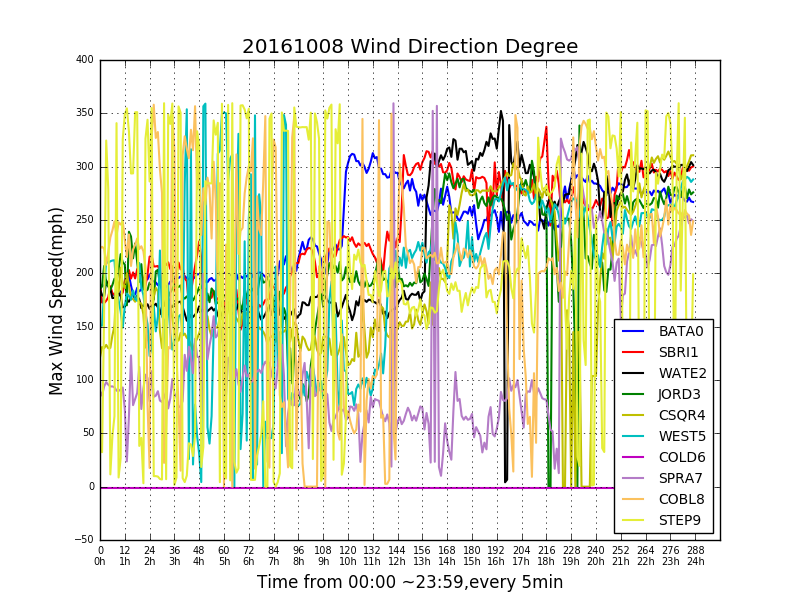 20161008 Wind Direction Degree
400
350
300
250
200
150
100
50
0
−50
Max Wind Speed(mph)
BATA0
SBRI1
WATE2
JORD3
CSQR4
WEST5
COLD6
SPRA7
COBL8
STEP9
0 12 24 36 48 60 72 84 96 108 120 132 144 156 168 180 192 204 216 228 240 252 264 276 288
0h 1h 2h 3h 4h 5h 6h 7h 8h 9h 10h 11h 12h 13h 14h 15h 16h 17h 18h 19h 20h 21h 22h 23h 24h
Time from 00:00 ~23:59,every 5min